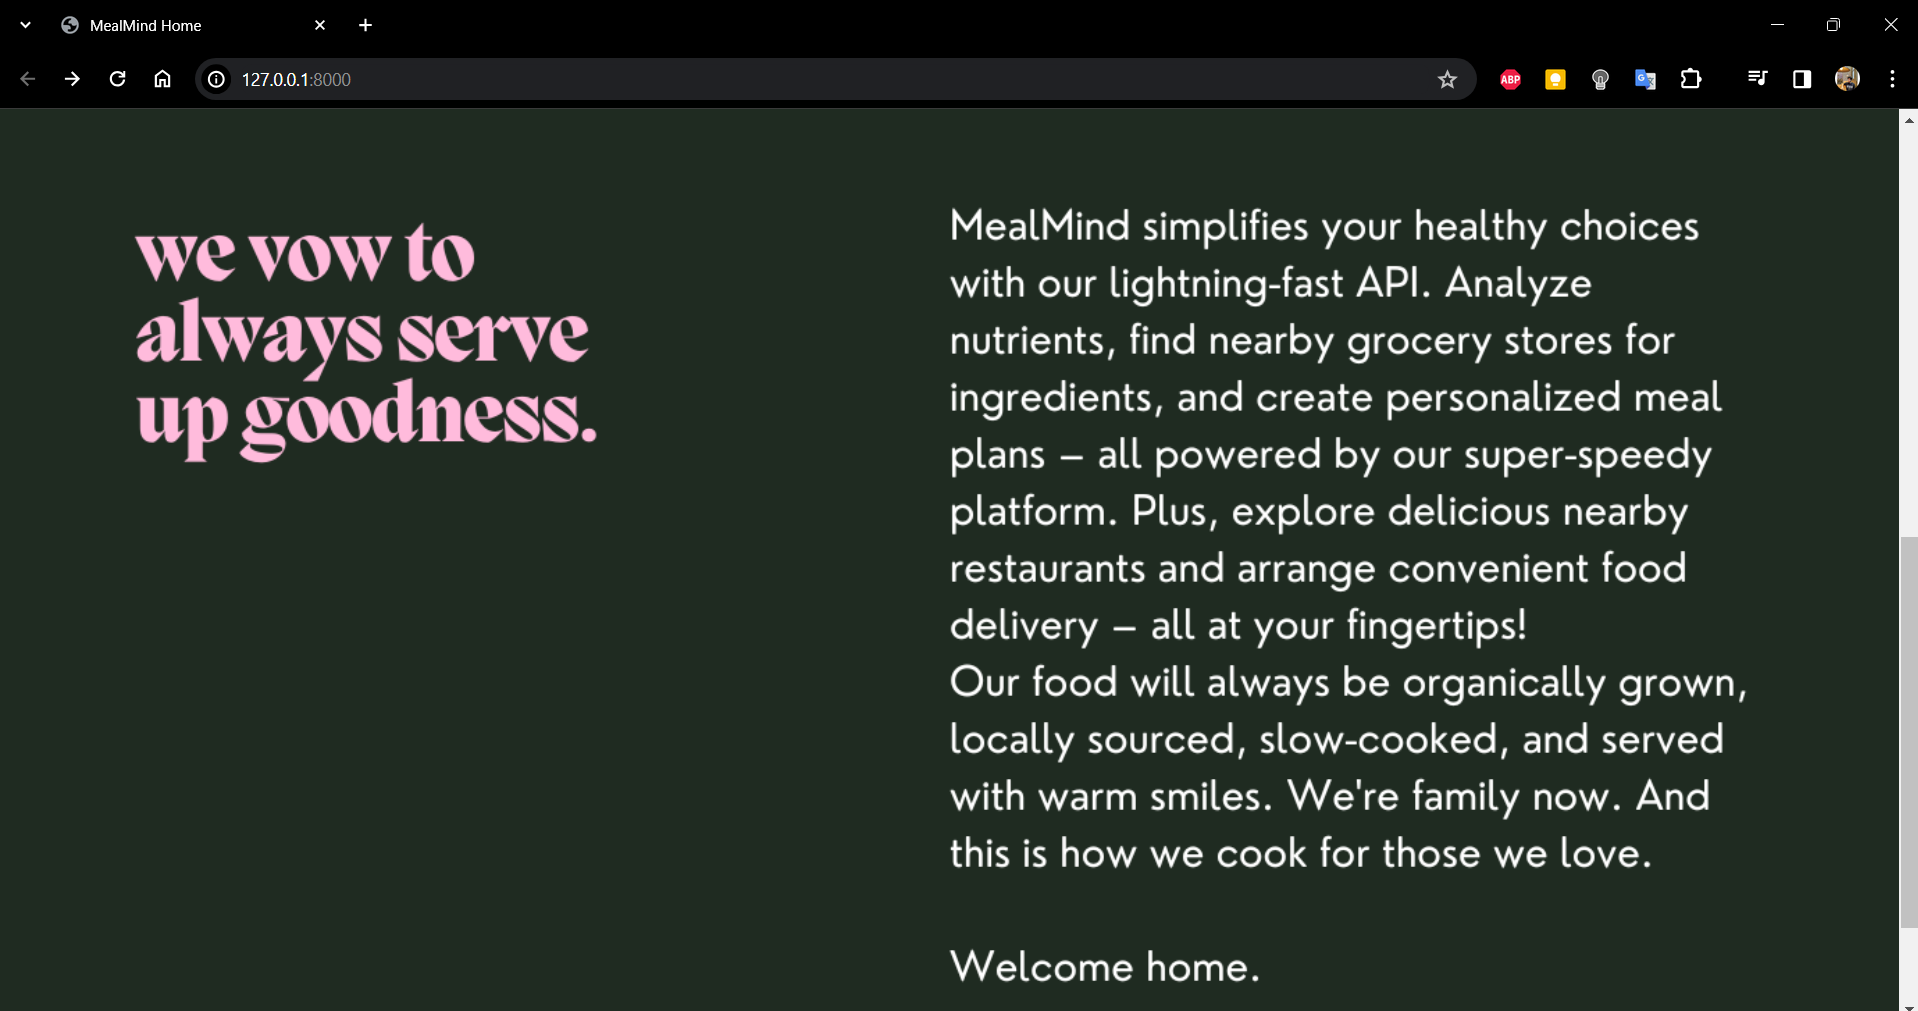 MealMind Home
127.0.0.1:8000
ABP
we vow to
always serve
up goodness.
MealMind simplifies your healthy choices
with our lightning-fast API. Analyze
nutrients, find nearby grocery stores for
ingredients, and create personalized meal
plans – all powered by our super-speedy
platform. Plus, explore delicious nearby
restaurants and arrange convenient food
delivery – all at your fingertips!
Our food will always be organically grown,
locally sourced, slow-cooked, and served
with warm smiles. We're family now. And
this is how we cook for those we love.
Welcome home.